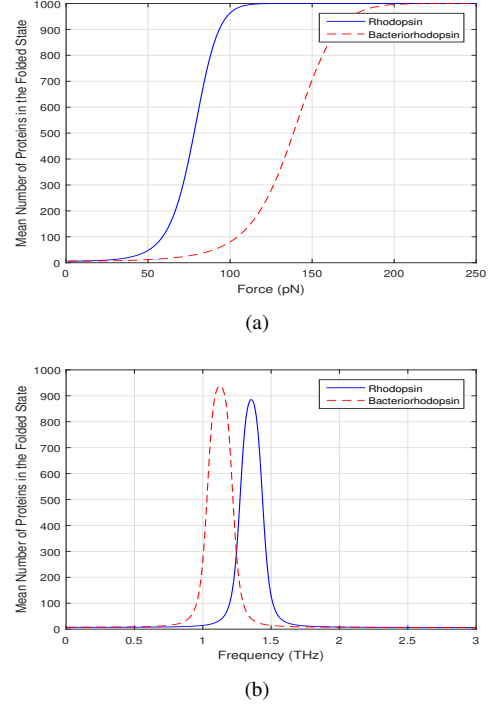 1000
900
800
700
600
500
400
300
200
100
0
Mean Number of Proteins in the Folded State
Rhodopsin
Bacteriorhodopsin
0 50 100 150 200 250
Force (pN)
(a)
1000
900
800
700
600
500
400
300
200
100
0
Mean Number of Proteins in the Folded State
Rhodopsin
Bacteriorhodopsin
0 0.5 1 1.5 2 2.5 3
Frequency (THz)
(b)